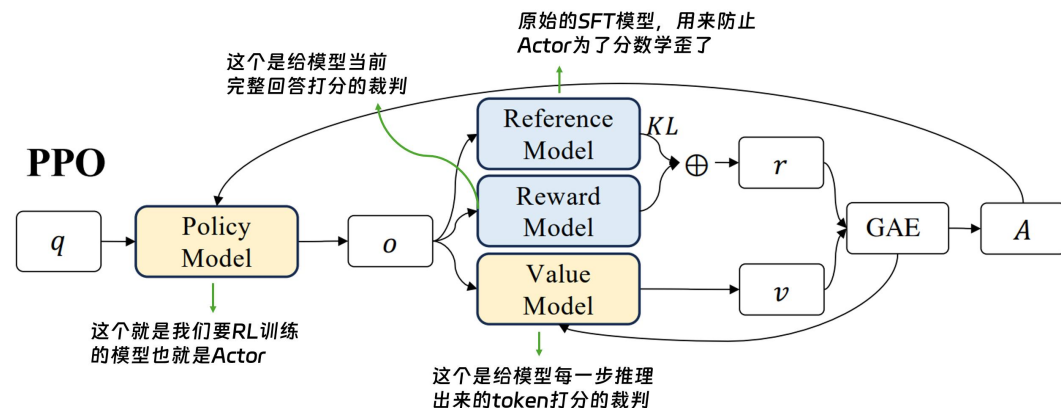 原始的SFT模型，用来防止
Actor为了分数学歪了
这个是给模型当前
完整回答打分的裁判
PPO
q
Policy
Model
o
Reference
Model
Reward
Model
Value
Model
KL
⊕
r
v
GAE
A
这个就是我们要RL训练
的模型也就是Actor
这个是给模型每一步推理
出来的token打分的裁判